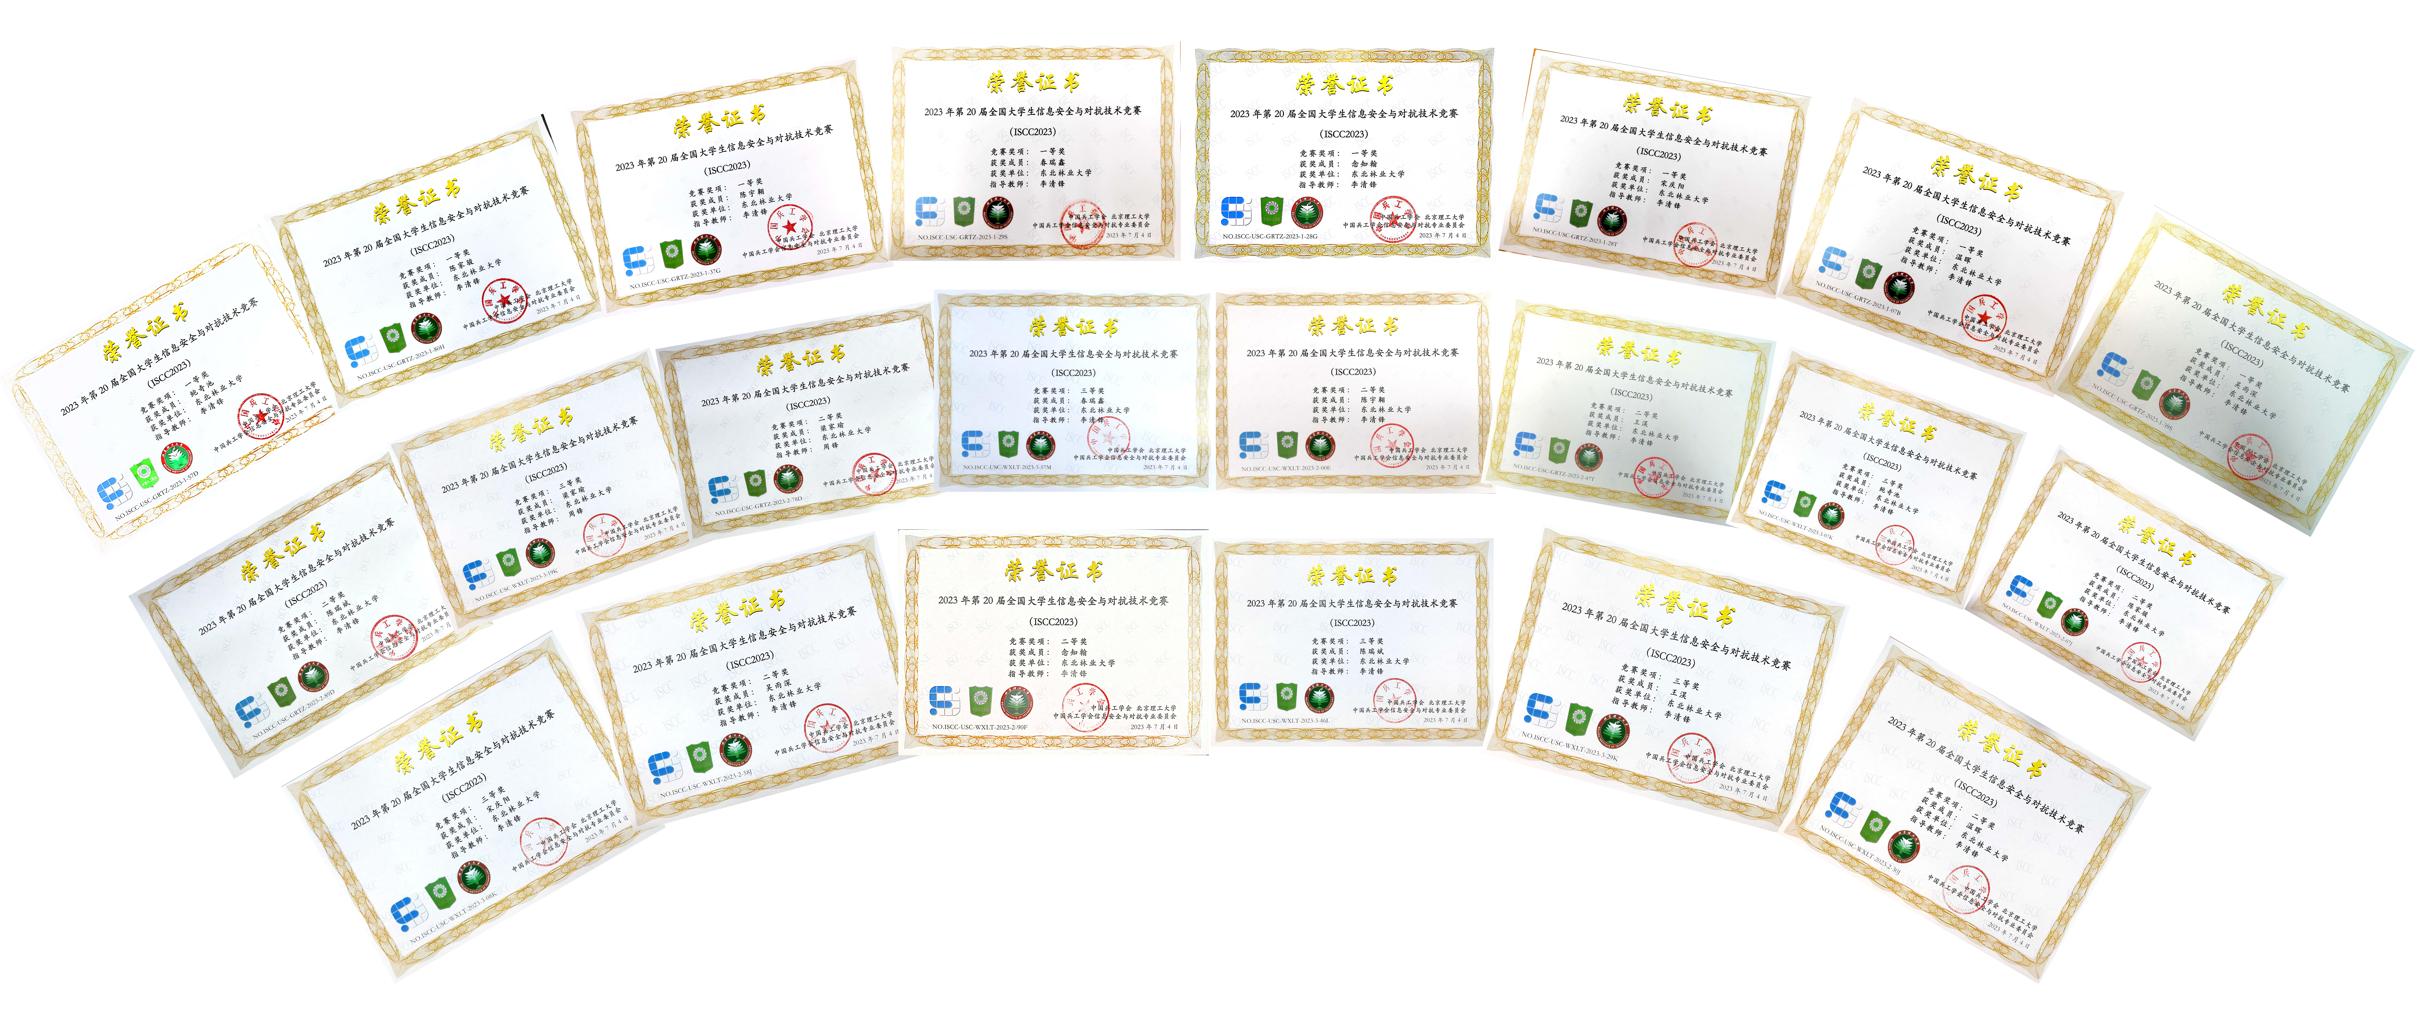 荣誉证书
2023 年第 20 届全国大学生信息安全与对抗技术竞赛
(ISCC2023)
竞赛奖项: 一等奖
获奖成员: 鲍奇池
获奖单位: 东北林业大学
指导教师: 李清锋
中国兵工学会 北京理工大学
中国兵工学会信息安全与对抗专业委员会
2023 年 7 月 4 日
NO.ISCC-USC-GRTZ-2023-1-57D
荣誉证书
2023 年第 20 届全国大学生信息安全与对抗技术竞赛
(ISCC2023)
竞赛奖项: 一等奖
获奖成员: 陈家骏
获奖单位: 东北林业大学
指导教师: 李清锋
中国兵工学会 北京理工大学
中国兵工学会信息安全与对抗专业委员会
2023 年 7 月 4 日
NO.ISCC-USC-GRTZ-2023-1-80H
荣誉证书
2023 年第 20 届全国大学生信息安全与对抗技术竞赛
(ISCC2023)
竞赛奖项: 一等奖
获奖成员: 陈宇翱
获奖单位: 东北林业大学
指导教师: 李清锋
中国兵工学会 北京理工大学
中国兵工学会信息安全与对抗专业委员会
2023 年 7 月 4 日
NO.ISCC-USC-GRTZ-2023-1-37G
荣誉证书
2023 年第 20 届全国大学生信息安全与对抗技术竞赛
(ISCC2023)
竞赛奖项: 一等奖
获奖成员: 春瑞鑫
获奖单位: 东北林业大学
指导教师: 李清锋
中国兵工学会 北京理工大学
中国兵工学会信息安全与对抗专业委员会
2023 年 7 月 4 日
NO.ISCC-USC-GRTZ-2023-1-29S
荣誉证书
2023 年第 20 届全国大学生信息安全与对抗技术竞赛
(ISCC2023)
竞赛奖项: 一等奖
获奖成员: 念知翰
获奖单位: 东北林业大学
指导教师: 李清锋
中国兵工学会 北京理工大学
中国兵工学会信息安全与对抗专业委员会
2023 年 7 月 4 日
NO.ISCC-USC-GRTZ-2023-1-28G
荣誉证书
2023 年第 20 届全国大学生信息安全与对抗技术竞赛
(ISCC2023)
竞赛奖项: 一等奖
获奖成员: 宋庆阳
获奖单位: 东北林业大学
指导教师: 李清锋
中国兵工学会 北京理工大学
中国兵工学会信息安全与对抗专业委员会
2023 年 7 月 4 日
NO.ISCC-USC-GRTZ-2023-1-28T
荣誉证书
2023 年第 20 届全国大学生信息安全与对抗技术竞赛
(ISCC2023)
竞赛奖项: 一等奖
获奖成员: 温晖
获奖单位: 东北林业大学
指导教师: 李清锋
中国兵工学会 北京理工大学
中国兵工学会信息安全与对抗专业委员会
2023 年 7 月 4 日
NO.ISCC-USC-GRTZ-2023-1-07B
荣誉证书
2023 年第 20 届全国大学生信息安全与对抗技术竞赛
(ISCC2023)
竞赛奖项: 一等奖
获奖成员: 吴雨深
获奖单位: 东北林业大学
指导教师: 李清锋
中国兵工学会 北京理工大学
中国兵工学会信息安全与对抗专业委员会
2023 年 7 月 4 日
荣誉证书
2023 年第 20 届全国大学生信息安全与对抗技术竞赛
(ISCC2023)
竞赛奖项: 二等奖
获奖成员: 陈瑞斌
获奖单位: 东北林业大学
指导教师: 李清锋
中国兵工学会 北京理工大学
中国兵工学会信息安全与对抗专业委员会
2023 年 7 月
NO.ISCC-USC-GRTZ-2023-2-89D
荣誉证书
2023 年第 20 届全国大学生信息安全与对抗技术竞赛
(ISCC2023)
竞赛奖项: 三等奖
获奖成员: 梁家瑜
获奖单位: 东北林业大学
指导教师: 周锋
中国兵工学会 北京理工大学
中国兵工学会信息安全与对抗专业委员会
2023 年 7 月 4 日
NO.ISCC-USC-WXLT-2023-3-19K
荣誉证书
2023 年第 20 届全国大学生信息安全与对抗技术竞赛
(ISCC2023)
竞赛奖项: 二等奖
获奖成员: 梁家瑜
获奖单位: 东北林业大学
指导教师: 周锋
中国兵工学会 北京理工大
中国兵工学会信息安全与对抗专业委员会
2023 年 7 月 4
NO.ISCC-USC-GRTZ-2023-2-78D
荣誉证书
2023 年第 20 届全国大学生信息安全与对抗技术竞赛
(ISCC2023)
竞赛奖项: 三等奖
获奖成员: 春瑞鑫
获奖单位: 东北林业大学
指导教师: 李清锋
中国兵工学会 北京理工大学
中国兵工学会信息安全与对抗专业委员会
2023 年 7 月 4 日
NO.ISCC-USC-WXLT-2023-3-37M
荣誉证书
2023 年第 20 届全国大学生信息安全与对抗技术竞赛
(ISCC2023)
竞赛奖项: 二等奖
获奖成员: 陈宇翱
获奖单位: 东北林业大学
指导教师: 李清锋
中国兵工学会 北京理工大学
中国兵工学会信息安全与对抗专业委员会
2023 年 7 月 4 日
NO.ISCC-USC-WXLT-2023-2-00E
荣誉证书
2023 年第 20 届全国大学生信息安全与对抗技术竞赛
(ISCC2023)
竞赛奖项: 二等奖
获奖成员: 王淏
获奖单位: 东北林业大学
指导教师: 李清锋
中国兵工学会 北京理工大学
中国兵工学会信息安全与对抗专业委员会
2023 年 7 月 4 日
NO.ISCC-USC-GRTZ-2023-2-47T
荣誉证书
2023 年第 20 届全国大学生信息安全与对抗技术竞赛
(ISCC2023)
竞赛奖项: 三等奖
获奖成员: 鲍奇池
获奖单位: 东北林业大学
指导教师: 李清锋
中国兵工学会 北京理工大学
中国兵工学会信息安全与对抗专业委员会
2023 年 7 月 4 日
NO.ISCC-USC-WXLT-2023-3-07K
荣誉证书
2023 年第 20 届全国大学生信息安全与对抗技术竞赛
(ISCC2023)
竞赛奖项: 二等奖
获奖成员: 陈家骏
获奖单位: 东北林业大学
指导教师: 李清锋
中国兵工学会 北京理工大学
中国兵工学会信息安全与对抗专业委员会
2023 年 7 月 4 日
NO.ISCC-USC-WXLT-2023-2-07J
荣誉证书
2023 年第 20 届全国大学生信息安全与对抗技术竞赛
(ISCC2023)
竞赛奖项: 三等奖
获奖成员: 宋庆阳
获奖单位: 东北林业大学
指导教师: 李清锋
中国兵工学会 北京理工大学
中国兵工学会信息安全与对抗专业委员会
2023 年 7 月 4 日
NO.ISCC-USC-WXLT-2023-3-08K
荣誉证书
2023 年第 20 届全国大学生信息安全与对抗技术竞赛
(ISCC2023)
竞赛奖项: 二等奖
获奖成员: 吴雨深
获奖单位: 东北林业大学
指导教师: 李清锋
中国兵工学会 北京理工大学
中国兵工学会信息安全与对抗专业委员会
2023 年 7 月 4 日
NO.ISCC-USC-WXLT-2023-2-38J
荣誉证书
2023 年第 20 届全国大学生信息安全与对抗技术竞赛
(ISCC2023)
竞赛奖项: 二等奖
获奖成员: 念知翰
获奖单位: 东北林业大学
指导教师: 李清锋
中国兵工学会 北京理工大学
中国兵工学会信息安全与对抗专业委员会
2023 年 7 月 4 日
NO.ISCC-USC-WXLT-2023-2-90F
荣誉证书
2023 年第 20 届全国大学生信息安全与对抗技术竞赛
(ISCC2023)
竞赛奖项: 三等奖
获奖成员: 陈瑞斌
获奖单位: 东北林业大学
指导教师: 李清锋
中国兵工学会 北京理工大学
中国兵工学会信息安全与对抗专业委员会
2023 年 7 月 4 日
NO.ISCC-USC-WXLT-2023-3-46L
荣誉证书
2023 年第 20 届全国大学生信息安全与对抗技术竞赛
(ISCC2023)
竞赛奖项: 三等奖
获奖成员: 王淏
获奖单位: 东北林业大学
指导教师: 李清锋
中国兵工学会 北京理工大学
中国兵工学会信息安全与对抗专业委员会
2023 年 7 月 4 日
NO.ISCC-USC-WXLT-2023-3-29K
荣誉证书
2023 年第 20 届全国大学生信息安全与对抗技术竞赛
(ISCC2023)
竞赛奖项: 二等奖
获奖成员: 温晖
获奖单位: 东北林业大学
指导教师: 李清锋
中国兵工学会 北京理工大学
中国兵工学会信息安全与对抗专业委员会
2023 年 7 月 4 日
NO.ISCC-USC-WXLT-2023-2-30J